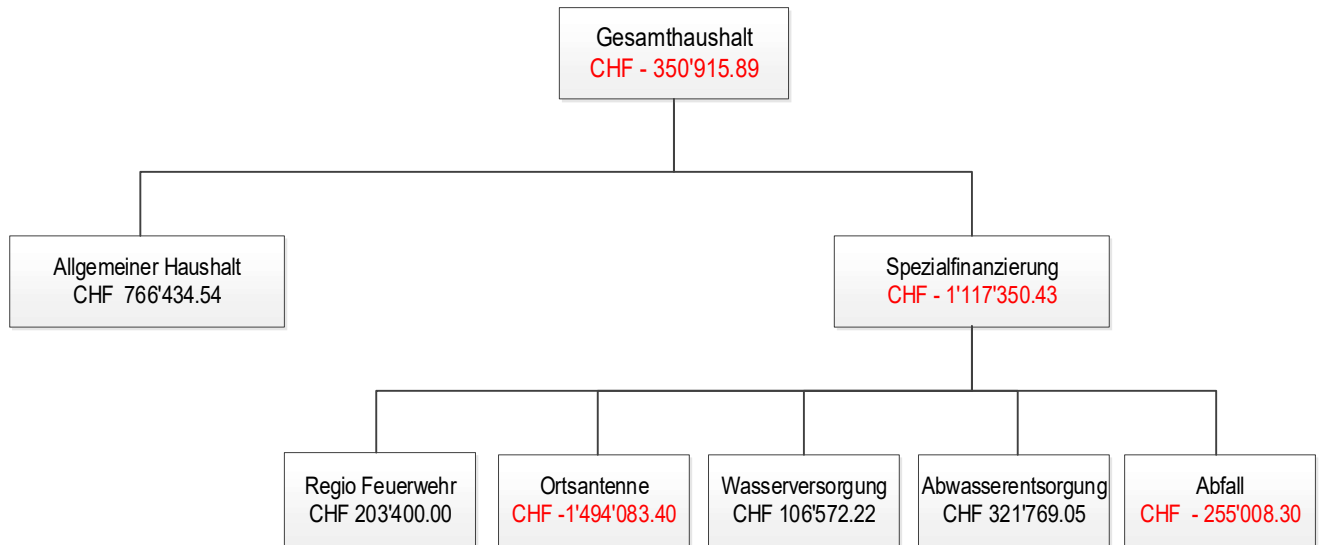 Gesamthaushalt
CHF - 350'915.89
Allgemeiner Haushalt
CHF 766'434.54
Spezialfinanzierung
CHF - 1'117'350.43
Regio Feuerwehr
CHF 203'400.00
Ortsantenne
CHF -1'494'083.40
Wasserversorgung
CHF 106'572.22
Abwasserentsorgung
CHF 321'769.05
Abfall
CHF - 255'008.30